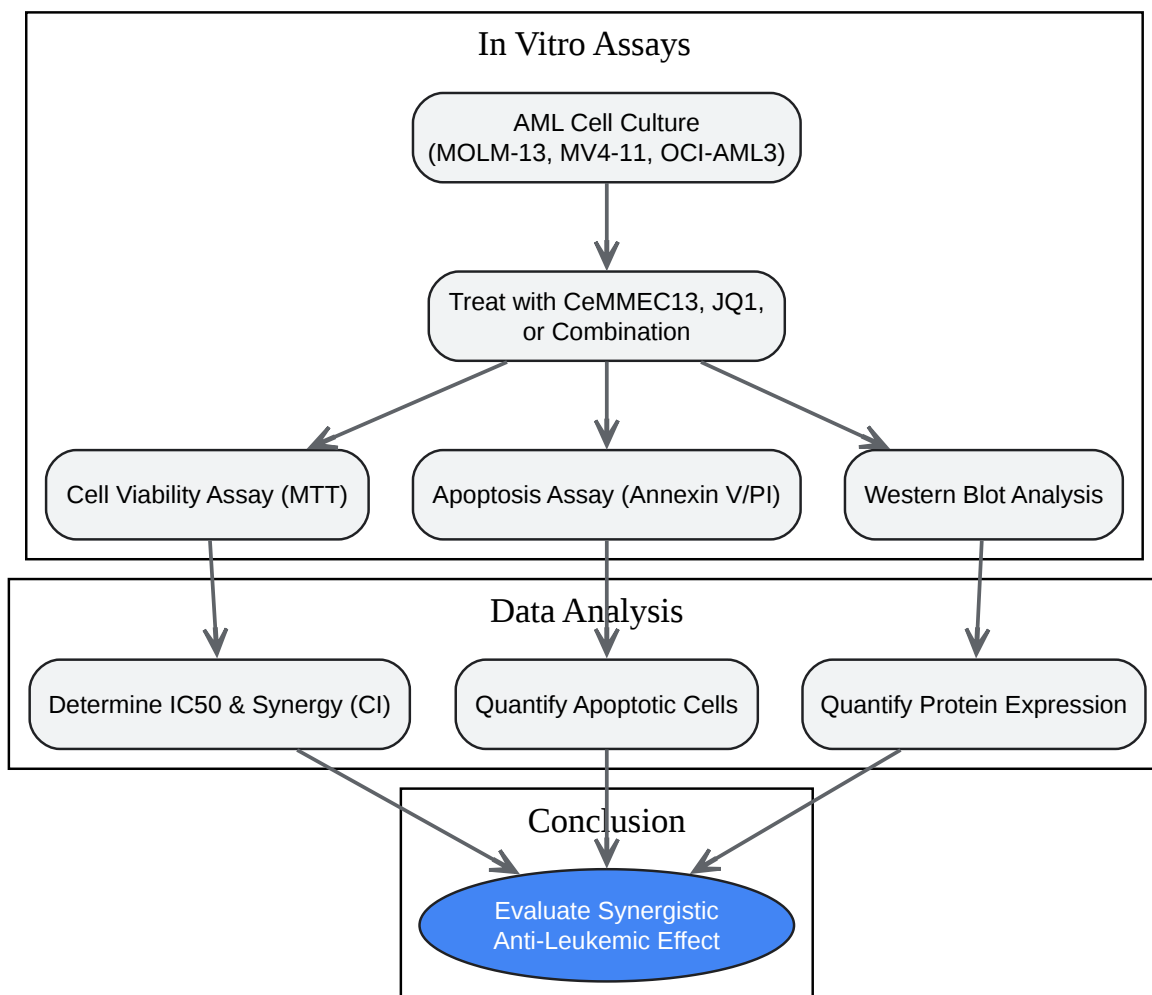 In Vitro Assays
AML Cell Culture
(MOLM-13, MV4-11, OCI-AML3)
Treat with CeMMEC13, JQ1,
or Combination
Cell Viability Assay (MTT)
Apoptosis Assay (Annexin V/PI)
Western Blot Analysis
Data Analysis
Determine IC50 & Synergy (CI)
Quantify Apoptotic Cells
Quantify Protein Expression
Conclusion
Evaluate Synergistic
Anti-Leukemic Effect